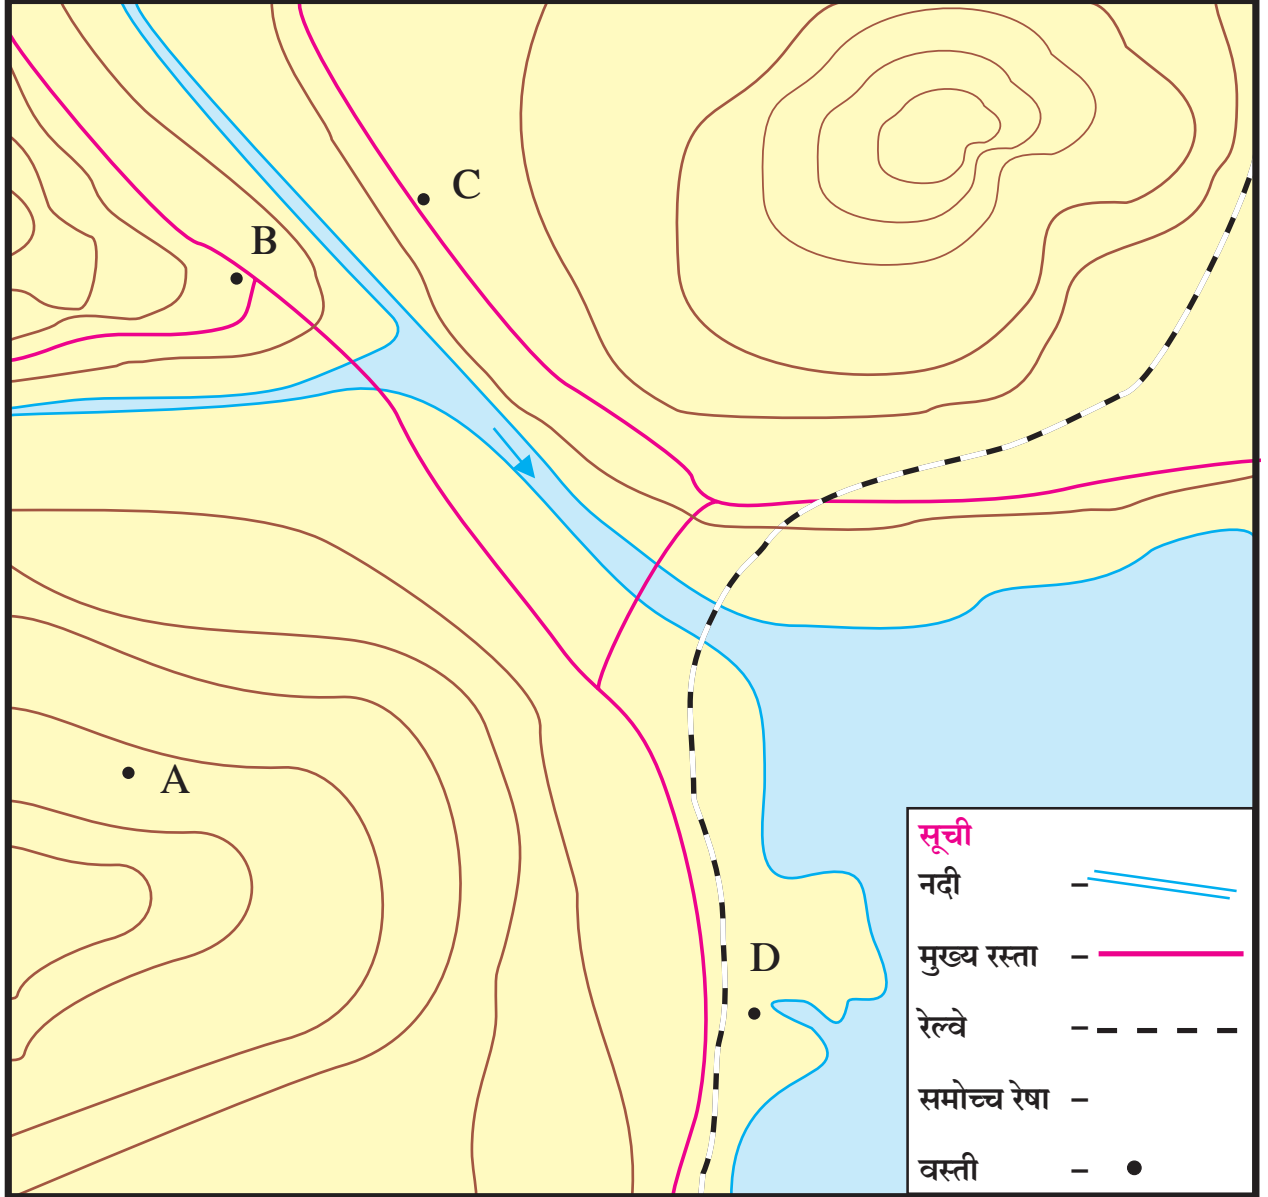 C
B
A
D
सूची
नदी –
मुख्य रस्ता –
रेल्वे –
समोच्च रेषा –
वस्ती –